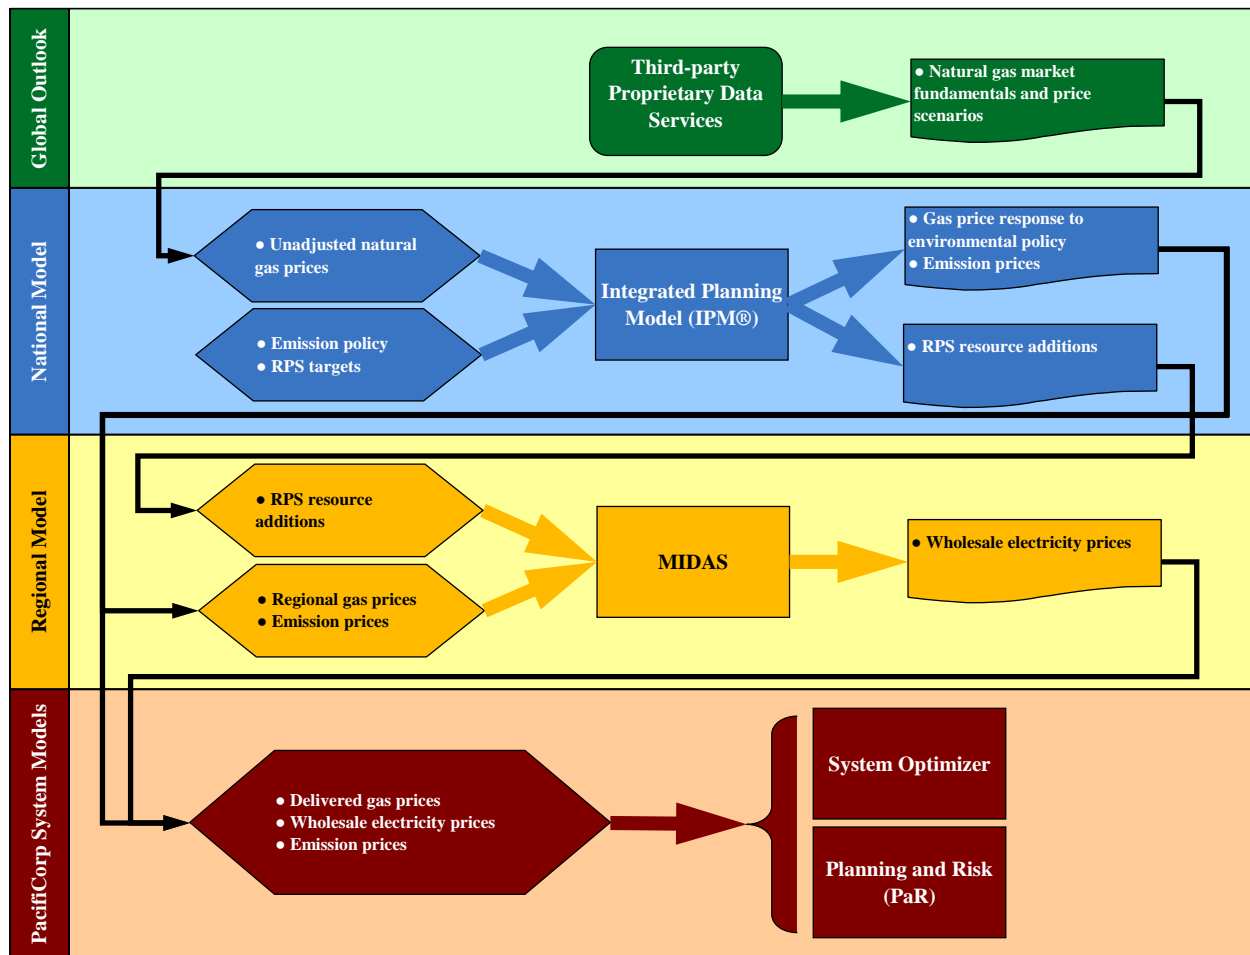 Global Outlook
Third-party
Proprietary Data
Services
● Natural gas market
fundamentals and price
scenarios
National Model
● Unadjusted natural
gas prices
● Emission policy
● RPS targets
Integrated Planning
Model (IPM®)
● Gas price response to
environmental policy
● Emission prices
● RPS resource additions
Regional Model
● RPS resource
additions
● Regional gas prices
● Emission prices
MIDAS
● Wholesale electricity prices
PacifiCorp System Models
● Delivered gas prices
● Wholesale electricity prices
● Emission prices
System Optimizer
Planning and Risk
(PaR)